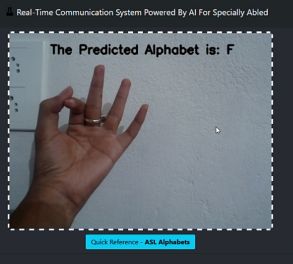 Real-Time Communication System Powered By AI For Specially Abled
The Predicted Alphabet is: F
Quick Reference - ASL Alphabets